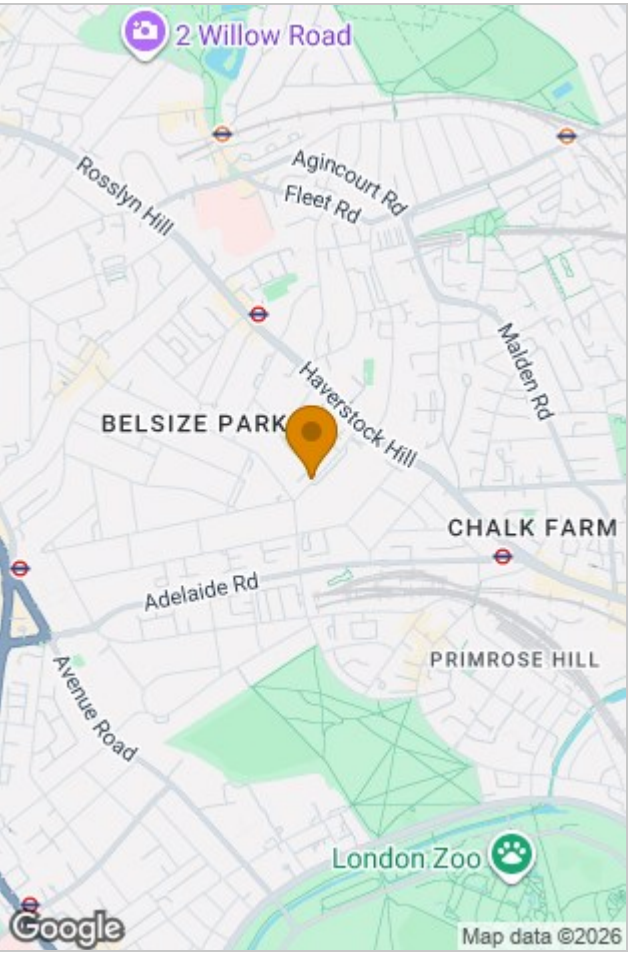 2 Willow Road
Agincourt Rd
Rosslyn Hill
Fleet Rd
Malden Rd
Haverstock Hill
BELSIZE PARK
CHALK FARM
Adelaide Rd
PRIMROSE HILL
Avenue Road
London Zoo
Google
Map data ©2026